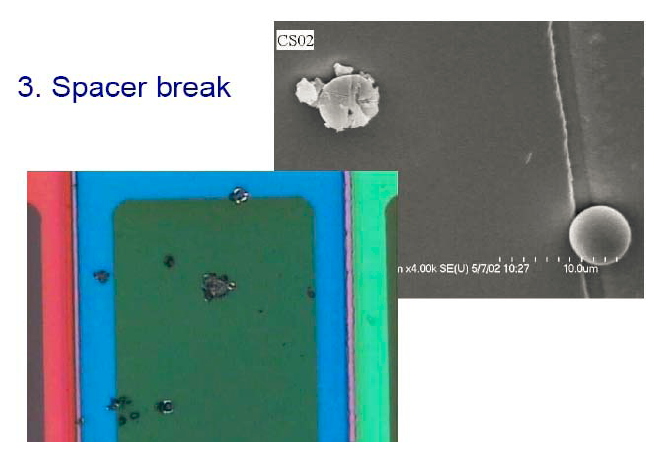 CS02
3. Spacer break
m x4.00k SE(U) 5/7/02 10:27 10.0um